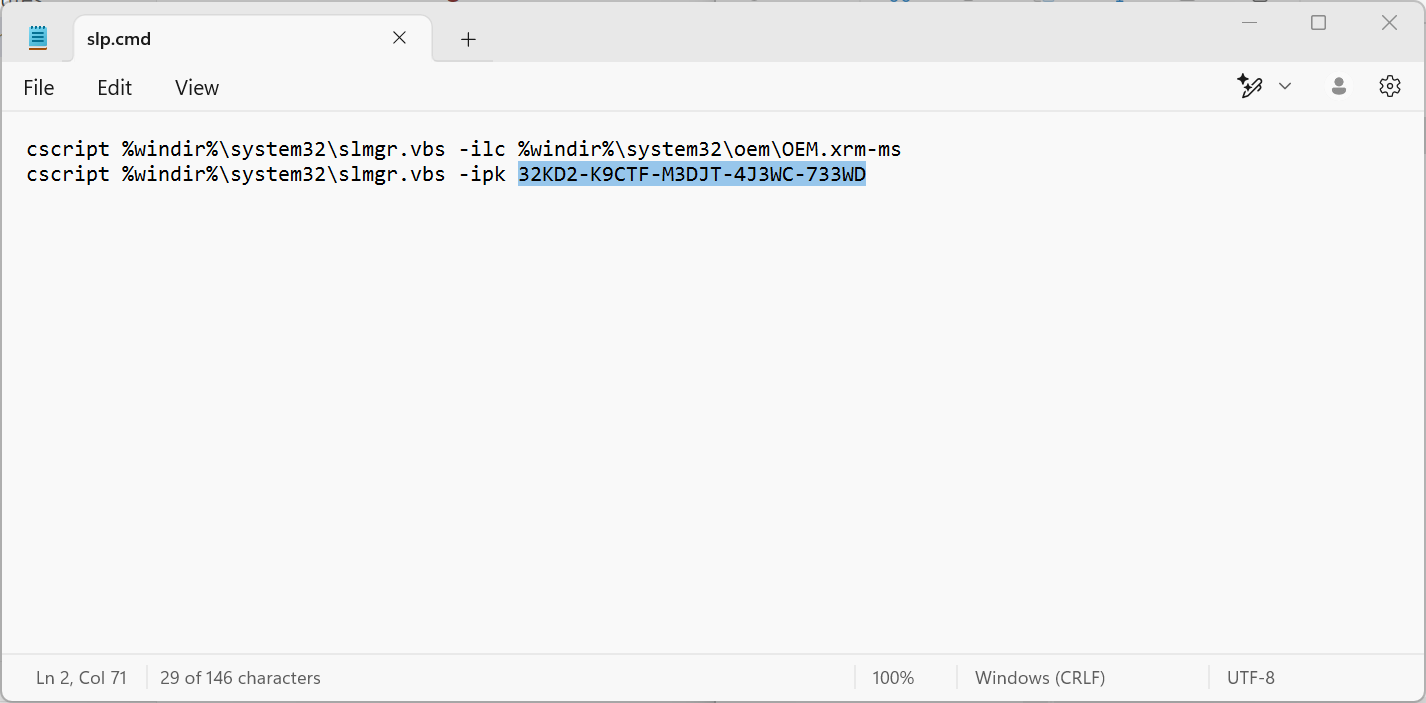 slp.cmd
File Edit View
cscript %windir%\system32\slmgr.vbs -ilc %windir%\system32\oem\OEM.xrm-ms
cscript %windir%\system32\slmgr.vbs -ipk 32KD2-K9CTF-M3DJT-4J3WC-733WD
Ln 2, Col 71 29 of 146 characters 100% Windows (CRLF) UTF-8